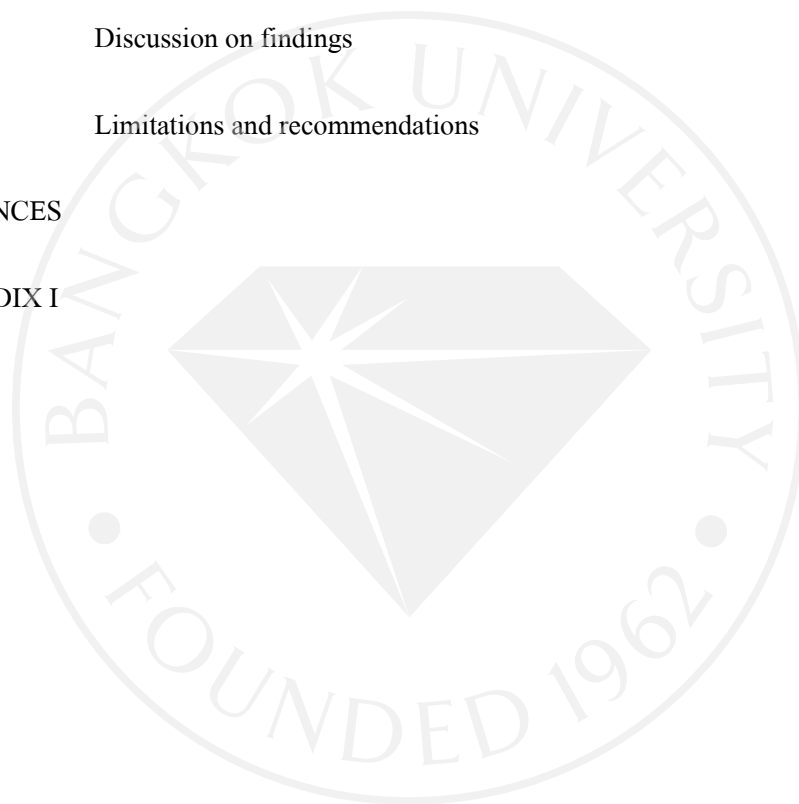 Discussion on findings
Limitations and recommendations
NCES
DIX I
BANGKOK UNIVERSITY
FOUNDED 1962